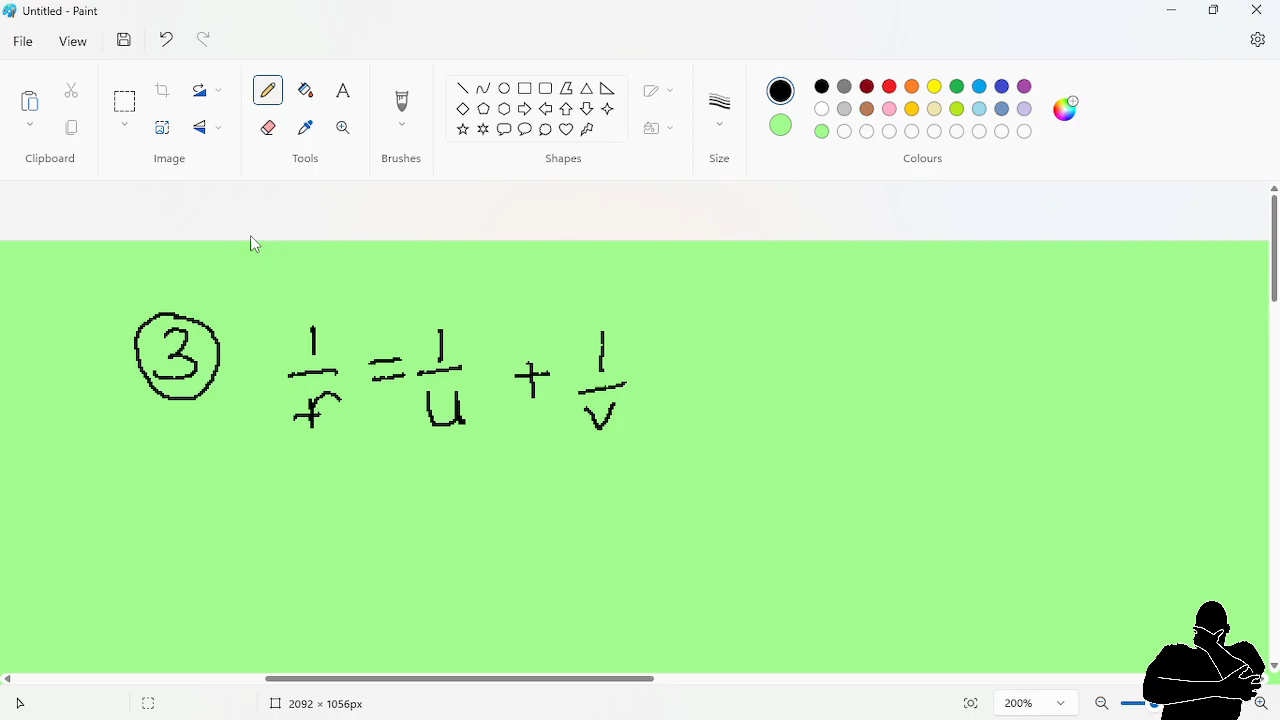 Untitled - Paint
File View
A
Clipboard Image Tools Brushes Shapes Size Colours
③ 1/f = 1/u + 1/v
2092 × 1056px 200%